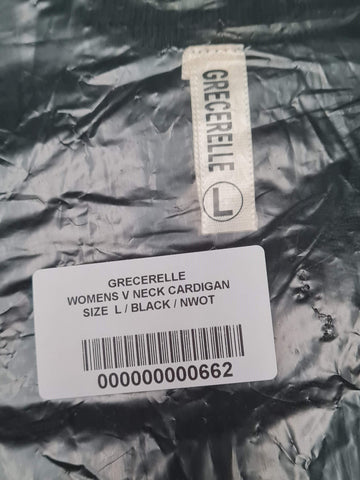 GRECERELLE
L
GRECERELLE
WOMENS V NECK CARDIGAN
SIZE L / BLACK / NWOT
000000000662